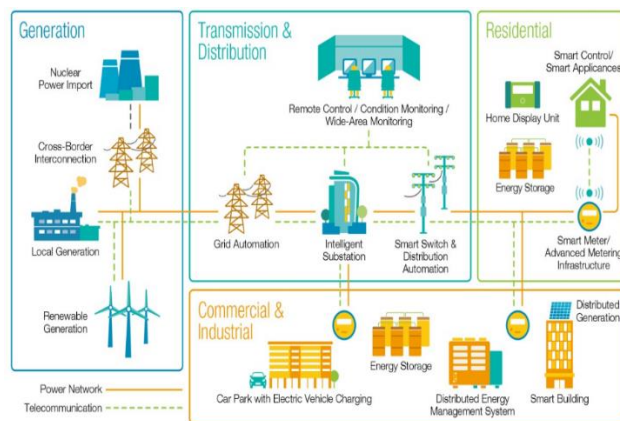 Generation
Nuclear
Power Import
Cross-Border
Interconnection
Local Generation
Renewable
Generation
Power Network
Telecommunication
Transmission &
Distribution
Remote Control / Condition Monitoring /
Wide-Area Monitoring
Grid Automation
Intelligent
Substation
Smart Switch &
Distribution
Automation
Residential
Smart Control/
Smart Applicances
Home Display Unit
Energy Storage
Smart Meter/
Advanced Metering
Infrastructure
Commercial &
Industrial
Car Park with Electric Vehicle Charging
Energy Storage
Distributed Energy
Management System
Distributed
Generation
Smart Building